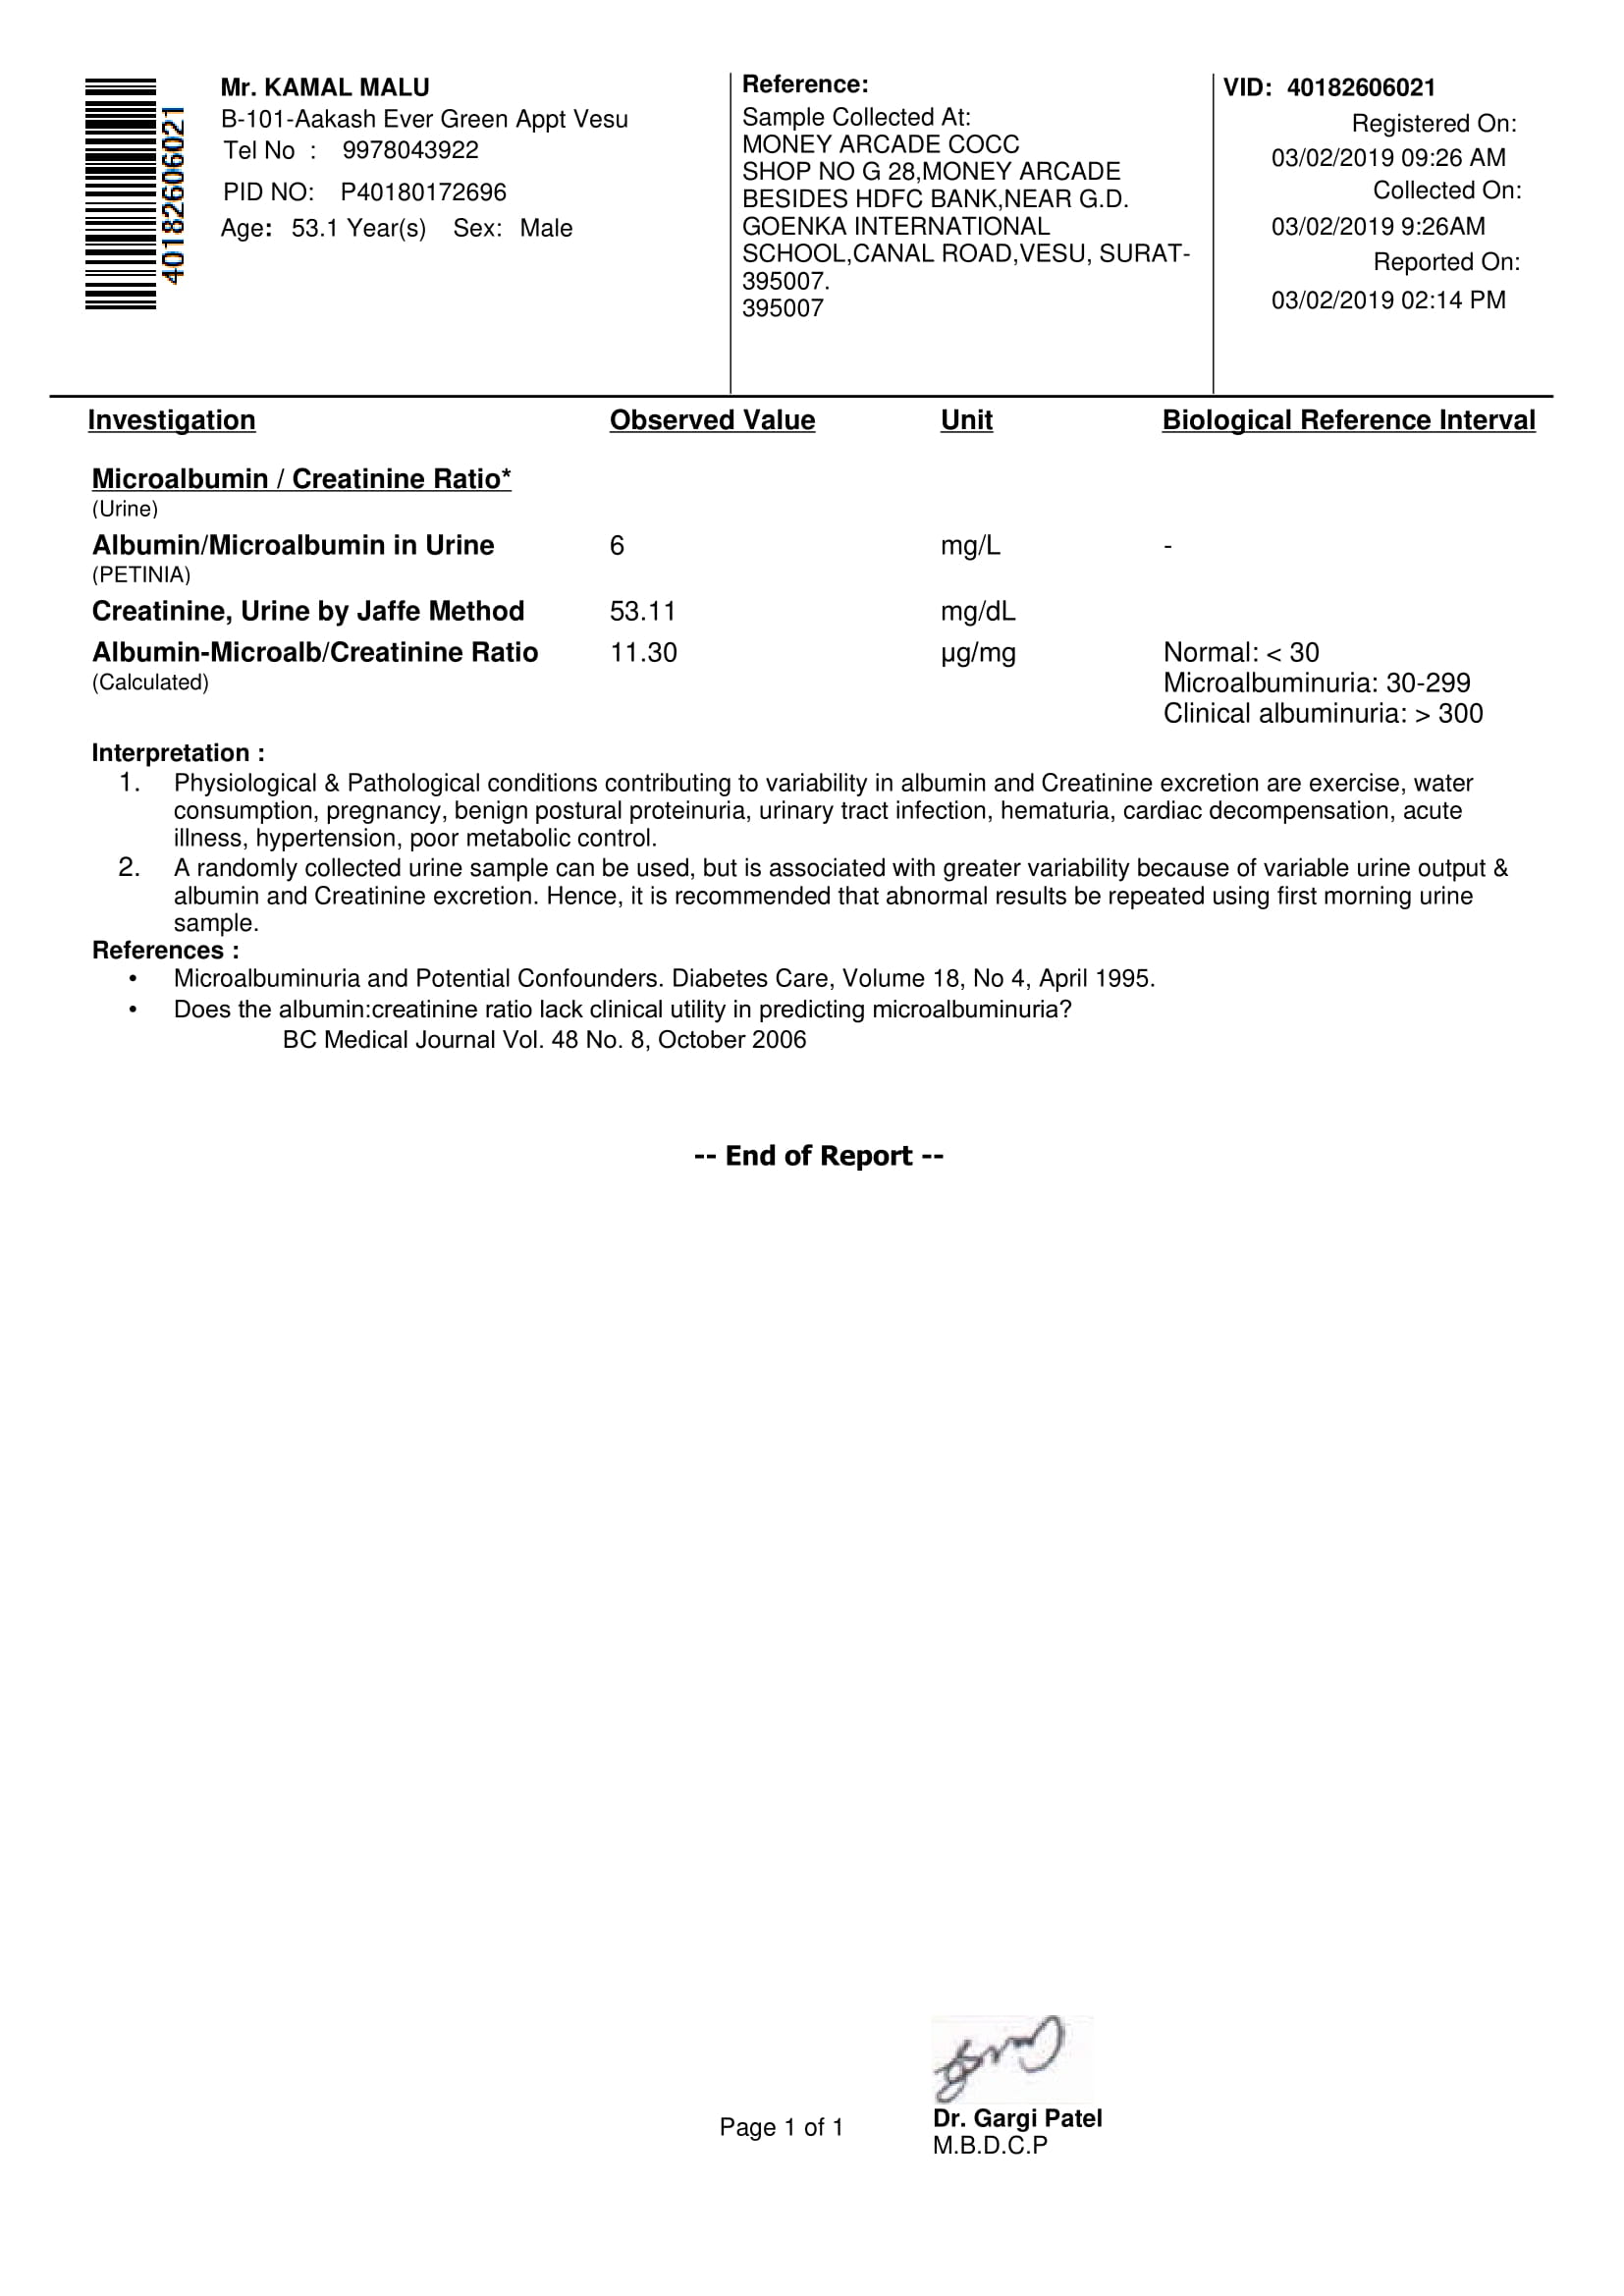 Mr. KAMAL MALU
B-101-Aakash Ever Green Appt Vesu
Tel No : 9978043922
PID NO: P40180172696
Age: 53.1 Year(s) Sex: Male
40182606021
Reference:
Sample Collected At:
MONEY ARCADE COCC
SHOP NO G 28,MONEY ARCADE
BESIDES HDFC BANK,NEAR G.D.
GOENKA INTERNATIONAL
SCHOOL,CANAL ROAD,VESU, SURAT-
395007.
395007
VID: 40182606021
Registered On:
03/02/2019 09:26 AM
Collected On:
03/02/2019 9:26AM
Reported On:
03/02/2019 02:14 PM
Investigation Observed Value Unit Biological Reference Interval
Microalbumin / Creatinine Ratio*
(Urine)
Albumin/Microalbumin in Urine 6 mg/L -
(PETINIA)
Creatinine, Urine by Jaffe Method 53.11 mg/dL
Albumin-Microalb/Creatinine Ratio 11.30 µg/mg Normal: < 30
(Calculated) Microalbuminuria: 30-299
Clinical albuminuria: > 300
Interpretation :
1. Physiological & Pathological conditions contributing to variability in albumin and Creatinine excretion are exercise, water
consumption, pregnancy, benign postural proteinuria, urinary tract infection, hematuria, cardiac decompensation, acute
illness, hypertension, poor metabolic control.
2. A randomly collected urine sample can be used, but is associated with greater variability because of variable urine output &
albumin and Creatinine excretion. Hence, it is recommended that abnormal results be repeated using first morning urine
sample.
References :
• Microalbuminuria and Potential Confounders. Diabetes Care, Volume 18, No 4, April 1995.
• Does the albumin:creatinine ratio lack clinical utility in predicting microalbuminuria?
BC Medical Journal Vol. 48 No. 8, October 2006
-- End of Report --
Page 1 of 1
Dr. Gargi Patel
M.B.D.C.P